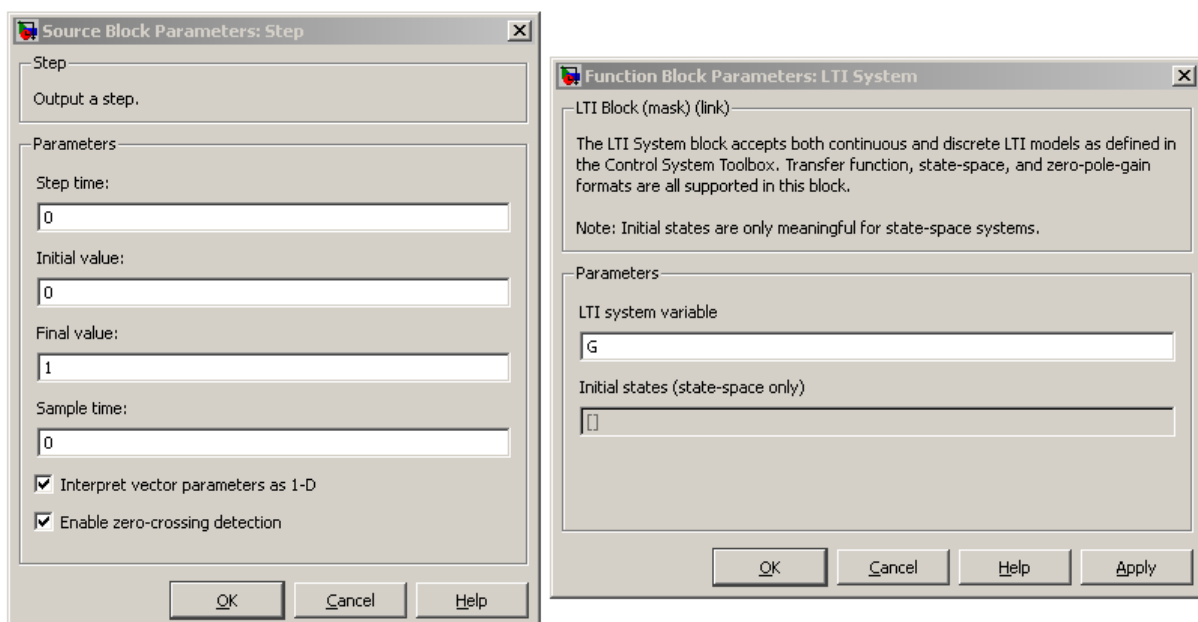 Source Block Parameters: Step
Step
Output a step.
Parameters
Step time:
0
Initial value:
0
Final value:
1
Sample time:
0
Interpret vector parameters as 1-D
Enable zero-crossing detection
OK
Cancel
Help
Function Block Parameters: LTI System
LTI Block (mask) (link)
The LTI System block accepts both continuous and discrete LTI models as defined in
the Control System Toolbox. Transfer function, state-space, and zero-pole-gain
formats are all supported in this block.
Note: Initial states are only meaningful for state-space systems.
Parameters
LTI system variable
G
Initial states (state-space only)
[]
OK
Cancel
Help
Apply